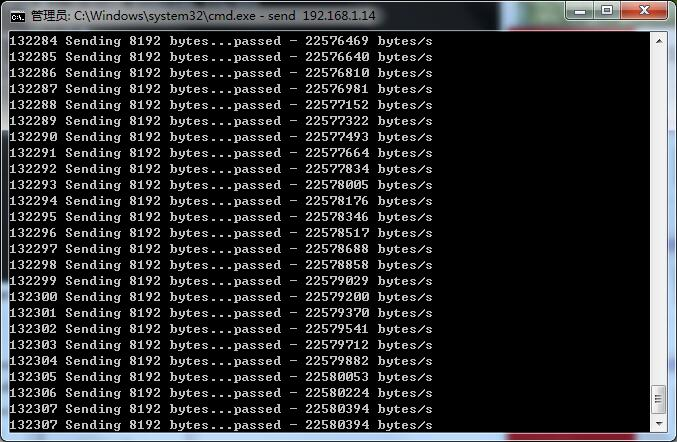 管理员: C:\Windows\system32\cmd.exe - send  192.168.1.14
132284 Sending 8192 bytes...passed - 22576469 bytes/s
132285 Sending 8192 bytes...passed - 22576640 bytes/s
132286 Sending 8192 bytes...passed - 22576810 bytes/s
132287 Sending 8192 bytes...passed - 22576981 bytes/s
132288 Sending 8192 bytes...passed - 22577152 bytes/s
132289 Sending 8192 bytes...passed - 22577322 bytes/s
132290 Sending 8192 bytes...passed - 22577493 bytes/s
132291 Sending 8192 bytes...passed - 22577664 bytes/s
132292 Sending 8192 bytes...passed - 22577834 bytes/s
132293 Sending 8192 bytes...passed - 22578005 bytes/s
132294 Sending 8192 bytes...passed - 22578176 bytes/s
132295 Sending 8192 bytes...passed - 22578346 bytes/s
132296 Sending 8192 bytes...passed - 22578517 bytes/s
132297 Sending 8192 bytes...passed - 22578688 bytes/s
132298 Sending 8192 bytes...passed - 22578858 bytes/s
132299 Sending 8192 bytes...passed - 22579029 bytes/s
132300 Sending 8192 bytes...passed - 22579200 bytes/s
132301 Sending 8192 bytes...passed - 22579370 bytes/s
132302 Sending 8192 bytes...passed - 22579541 bytes/s
132303 Sending 8192 bytes...passed - 22579712 bytes/s
132304 Sending 8192 bytes...passed - 22579882 bytes/s
132305 Sending 8192 bytes...passed - 22580053 bytes/s
132306 Sending 8192 bytes...passed - 22580224 bytes/s
132307 Sending 8192 bytes...passed - 22580394 bytes/s
132307 Sending 8192 bytes...passed - 22580394 bytes/s